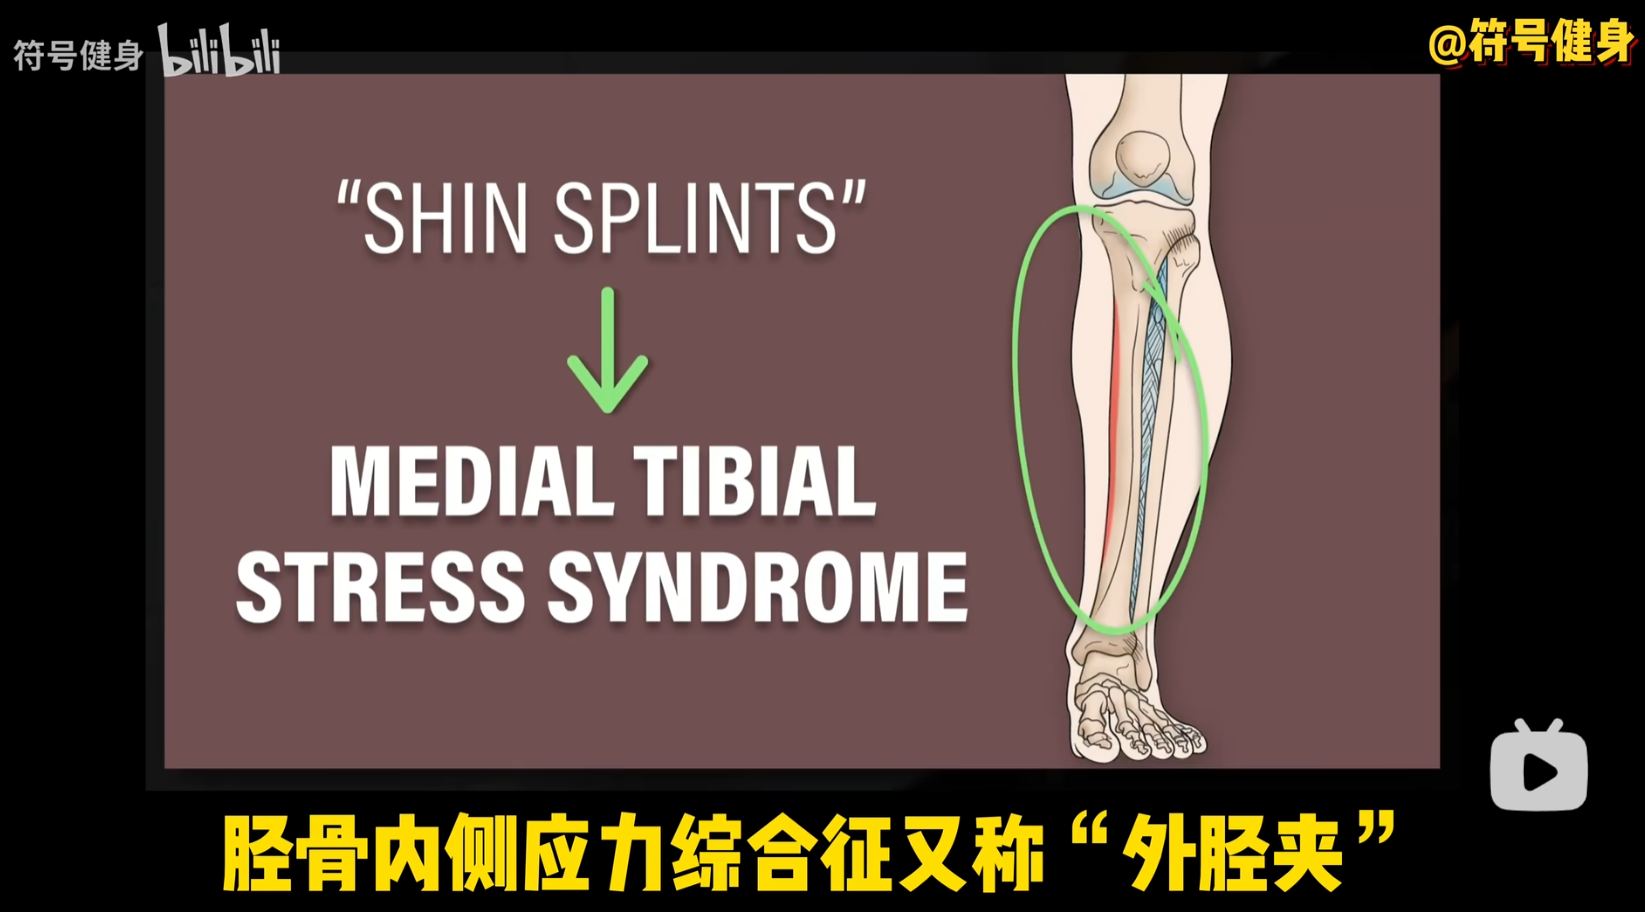 符号健身 bilibili
@符号健身
“SHIN SPLINTS”
MEDIAL TIBIAL
STRESS SYNDROME
胫骨内侧应力综合征又称“外胫夹”